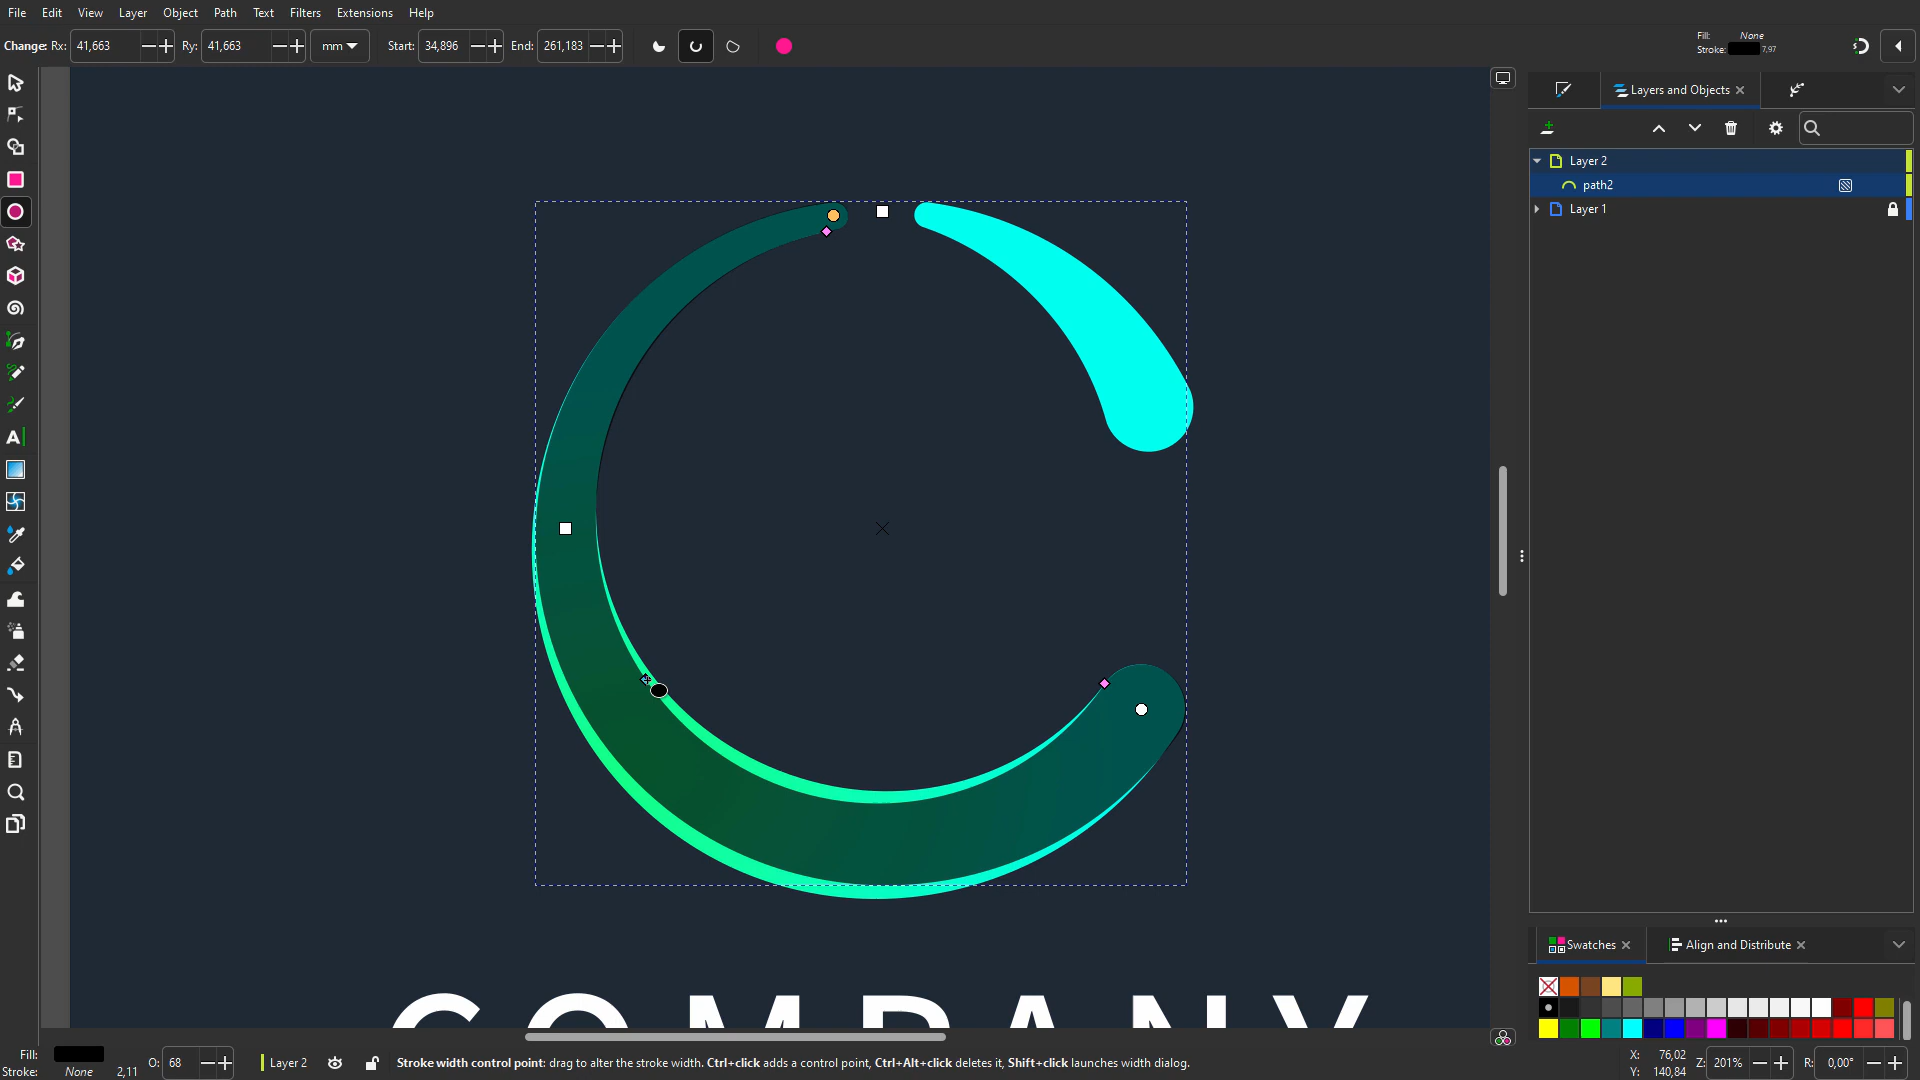 File Edit View Layer Object Path Text Filters Extensions Help
Change: Rx: 41,663 Ry: 41,663 mm Start: 34,896 End: 261,183
Fill: None
Stroke: 7,97
Layers and Objects
Layer 2
path2
Layer 1
COMPANY
Swatches Align and Distribute
Fill:
Stroke: None 2,11 O: 68 Layer 2 Stroke width control point: drag to alter the stroke width. Ctrl+click adds a control point, Ctrl+Alt+click deletes it, Shift+click launches width dialog.
X: 76,02
Y: 140,84
Z: 201% R: 0,00°